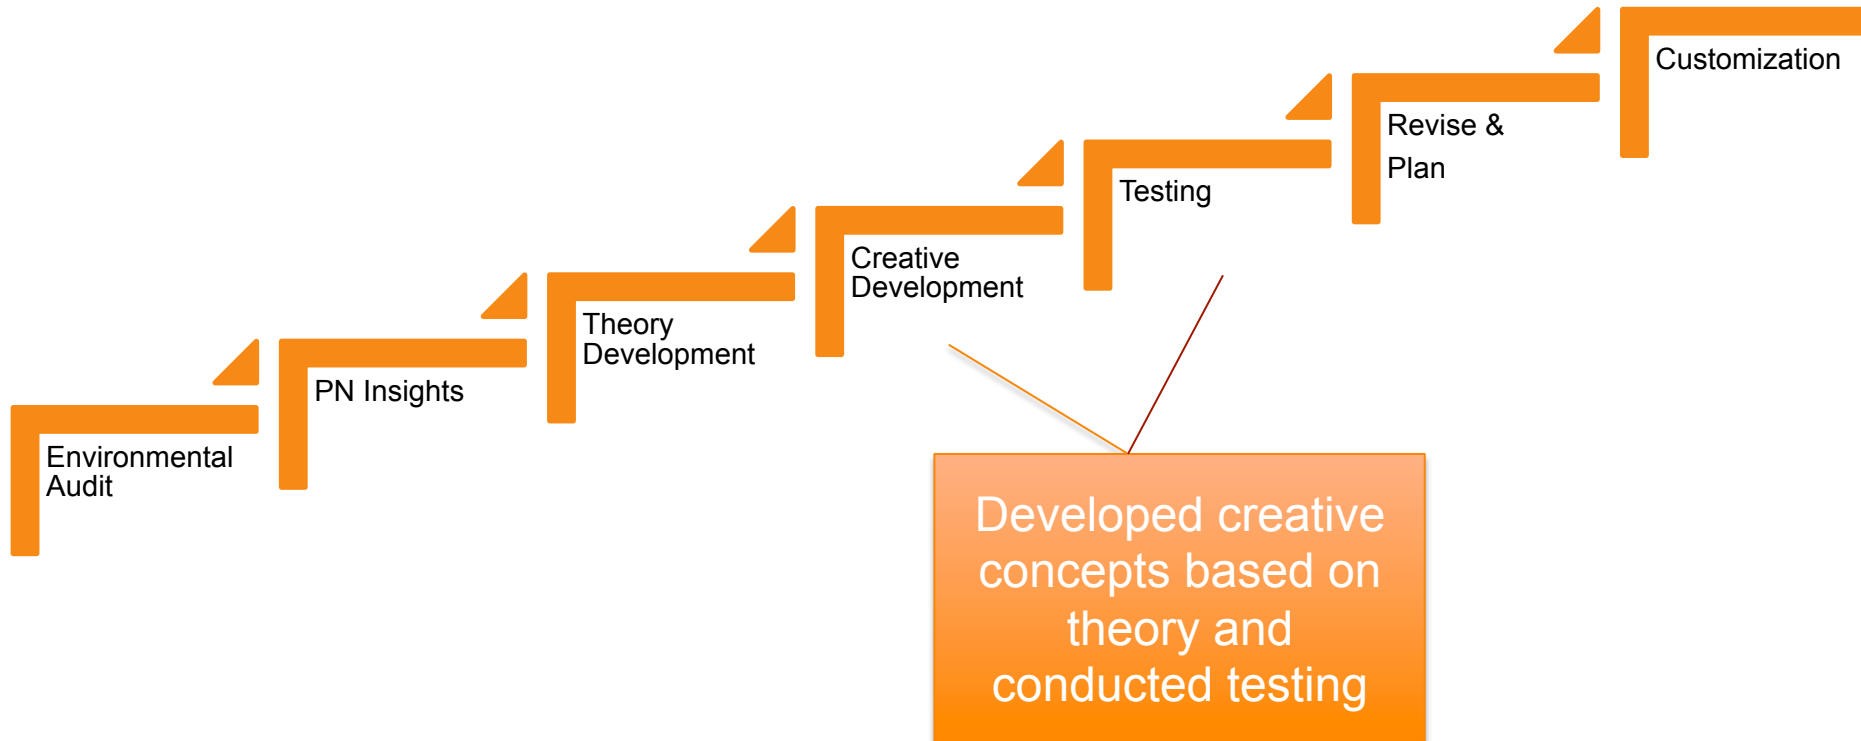 Environmental
Audit
PN Insights
Theory
Development
Creative
Development
Testing
Revise &
Plan
Customization
Developed creative
concepts based on
theory and
conducted testing